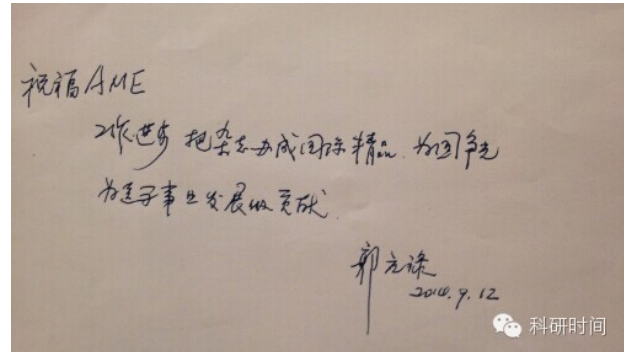 祝福AME
工作进步 把杂志办成国际精品.为国争光
为医学事业发展做贡献.
郭应禄
2014.9.12
科研时间